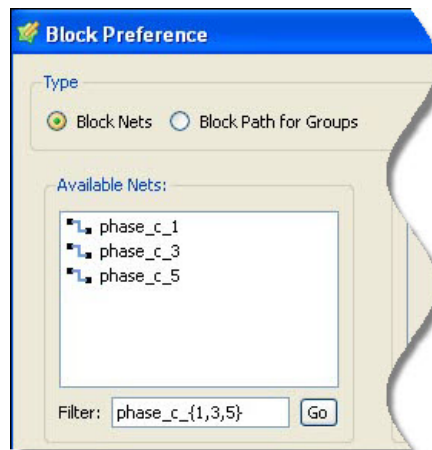 Block Preference
Type
Block Nets Block Path for Groups
Available Nets:
phase_c_1
phase_c_3
phase_c_5
Filter: phase_c_{1,3,5} Go